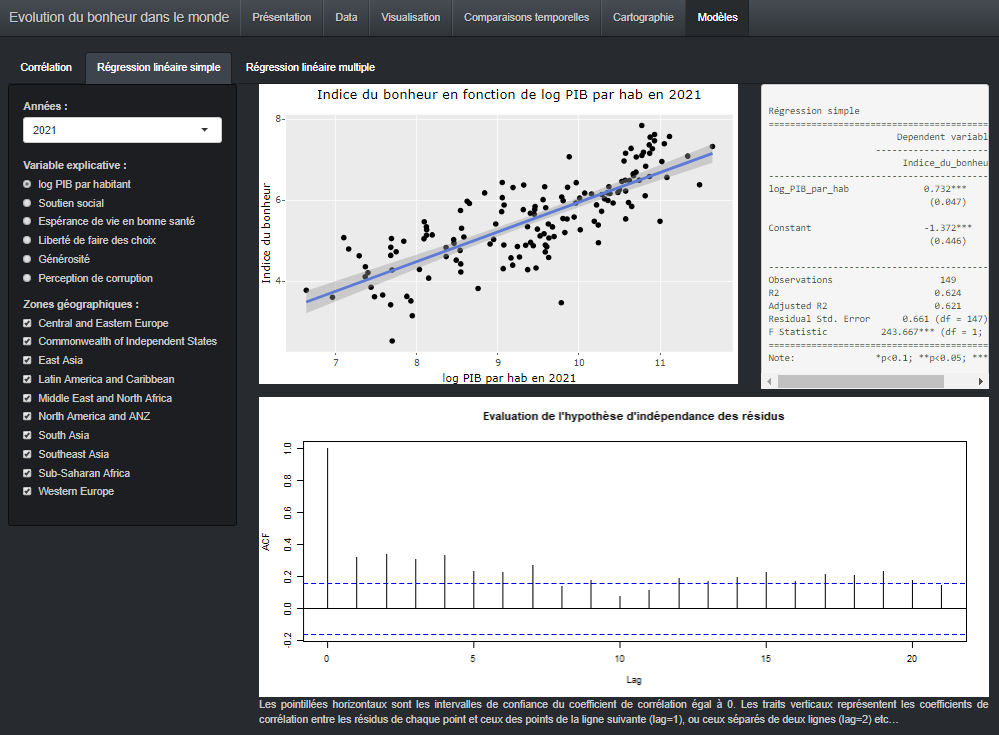 Evolution du bonheur dans le monde
Présentation
Data
Visualisation
Comparaisons temporelles
Cartographie
Modèles
Corrélation
Régression linéaire simple
Régression linéaire multiple
Années :
2021
Variable explicative :
log PIB par habitant
Soutien social
Espérance de vie en bonne santé
Liberté de faire des choix
Générosité
Perception de corruption
Zones géographiques :
Central and Eastern Europe
Commonwealth of Independent States
East Asia
Latin America and Caribbean
Middle East and North Africa
North America and ANZ
South Asia
Southeast Asia
Sub-Saharan Africa
Western Europe
Indice du bonheur en fonction de log PIB par hab en 2021
Indice du bonheur
8
6
4
7 8 9 10 11
log PIB par hab en 2021
Régression simple
=========================================
Dependent variabl
---------------------
Indice_du_bonheu
-----------------------------------------
log_PIB_par_hab 0.732***
(0.047)
Constant -1.372***
(0.446)
-----------------------------------------
Observations 149
R2 0.624
Adjusted R2 0.621
Residual Std. Error 0.661 (df = 147)
F Statistic 243.667*** (df = 1;
=========================================
Note: *p<0.1; **p<0.05; ***
Evaluation de l'hypothèse d'indépendance des résidus
ACF
1.0
0.8
0.6
0.4
0.2
0.0
-0.2
0 5 10 15 20
Lag
Les pointillées horizontaux sont les intervalles de confiance du coefficient de corrélation égal à 0. Les traits verticaux représentent les coefficients de
corrélation entre les résidus de chaque point et ceux des points de la ligne suivante (lag=1), ou ceux séparés de deux lignes (lag=2) etc...